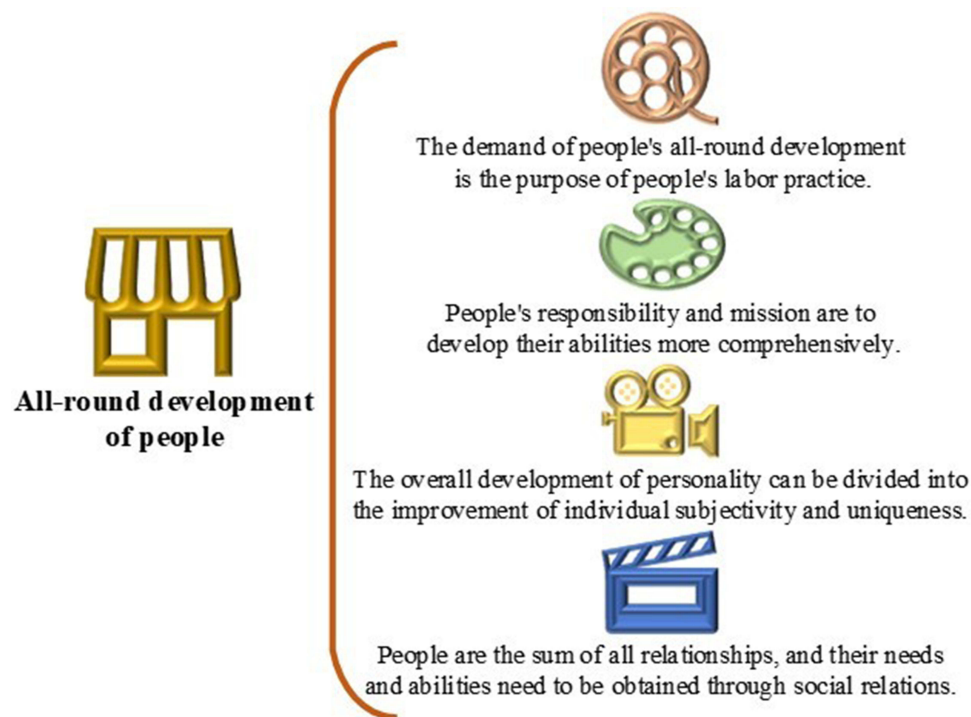 The demand of people's all-round development
is the purpose of people's labor practice.
People's responsibility and mission are to
develop their abilities more comprehensively.
All-round development
of people
The overall development of personality can be divided into
the improvement of individual subjectivity and uniqueness.
People are the sum of all relationships, and their needs
and abilities need to be obtained through social relations.